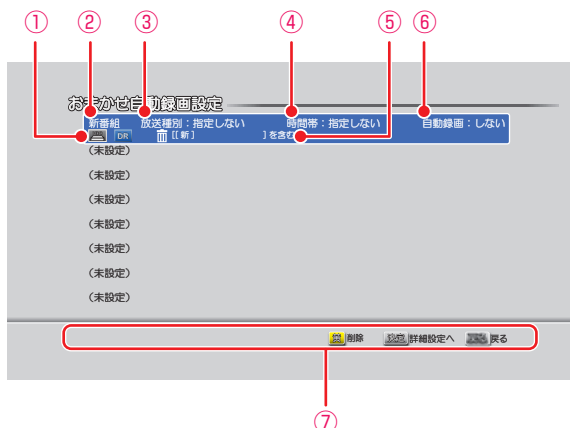 ① ② ③ ④ ⑤ ⑥
おまかせ自動録画設定
新番組 放送種別：指定しない 時間帯：指定しない 自動録画：しない
DR [[新] ]を含む
(未設定)
(未設定)
(未設定)
(未設定)
(未設定)
(未設定)
(未設定)
削除 決定 詳細設定へ 戻る
⑦